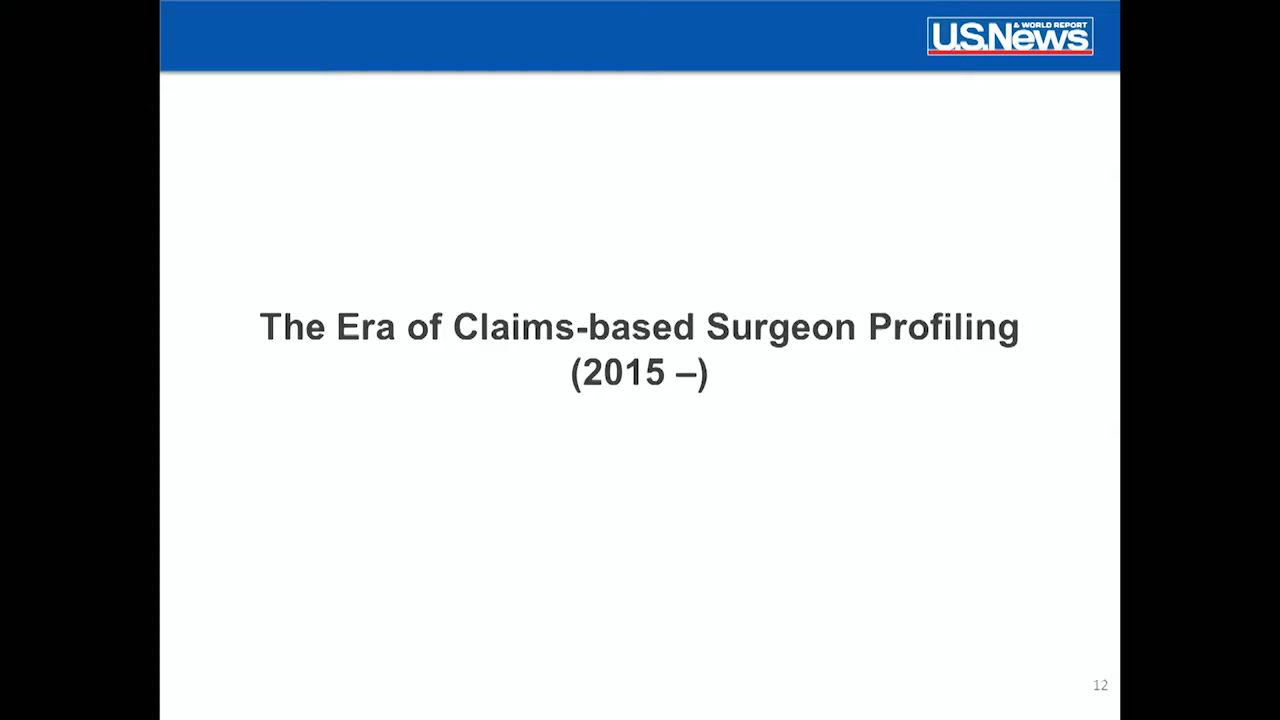 & WORLD REPORT
U.S.News
The Era of Claims-based Surgeon Profiling
(2015 –)
12